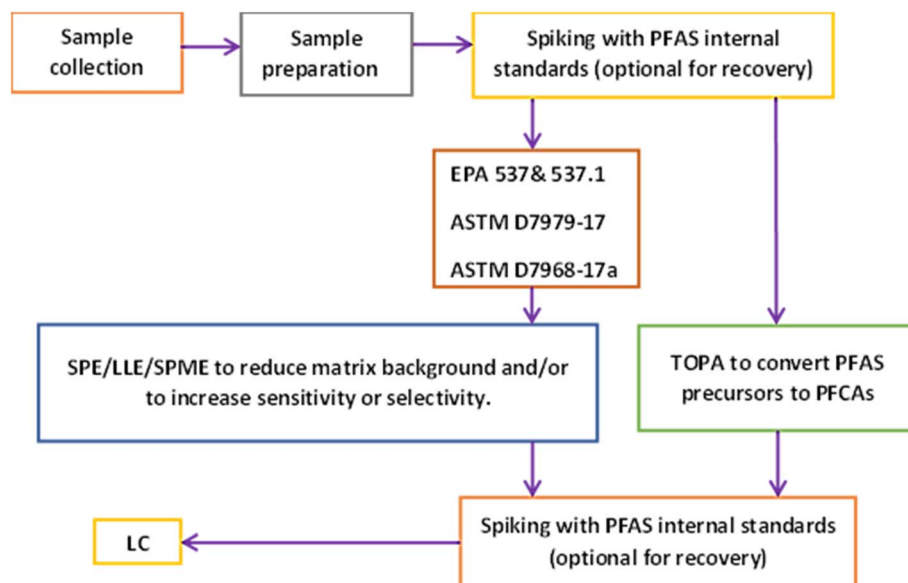 Sample
collection
Sample
preparation
Spiking with PFAS internal
standards (optional for recovery)
EPA 537& 537.1
ASTM D7979-17
ASTM D7968-17a
SPE/LLE/SPME to reduce matrix background and/or
to increase sensitivity or selectivity.
TOPA to convert PFAS
precursors to PFCAs
Spiking with PFAS internal standards
(optional for recovery)
LC